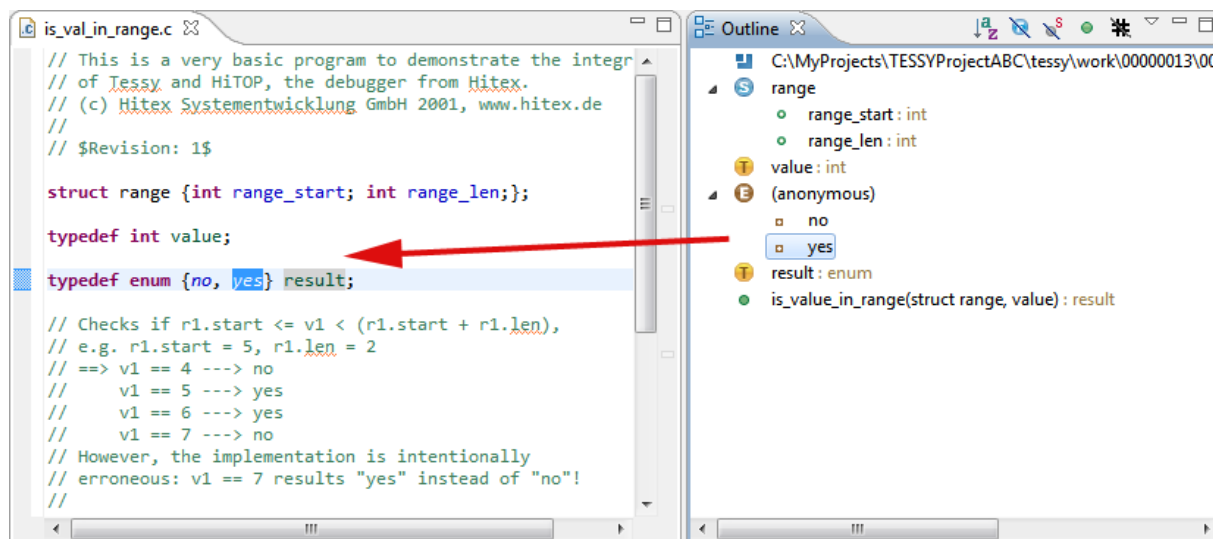 is_val_in_range.c
// This is a very basic program to demonstrate the integr
// of Tessy and HiTOP, the debugger from Hitex.
// (c) Hitex Systementwicklung GmbH 2001, www.hitex.de
//
// $Revision: 1$
struct range {int range_start; int range_len;};
typedef int value;
typedef enum {no, yes} result;
// Checks if r1.start <= v1 < (r1.start + r1.len),
// e.g. r1.start = 5, r1.len = 2
// ==> v1 == 4 ---> no
//     v1 == 5 ---> yes
//     v1 == 6 ---> yes
//     v1 == 7 ---> no
// However, the implementation is intentionally
// erroneous: v1 == 7 results "yes" instead of "no"!
//
Outline
C:\MyProjects\TESSYProjectABC\tessy\work\00000013\00
S range
range_start : int
range_len : int
T value : int
E (anonymous)
no
yes
T result : enum
is_value_in_range(struct range, value) : result